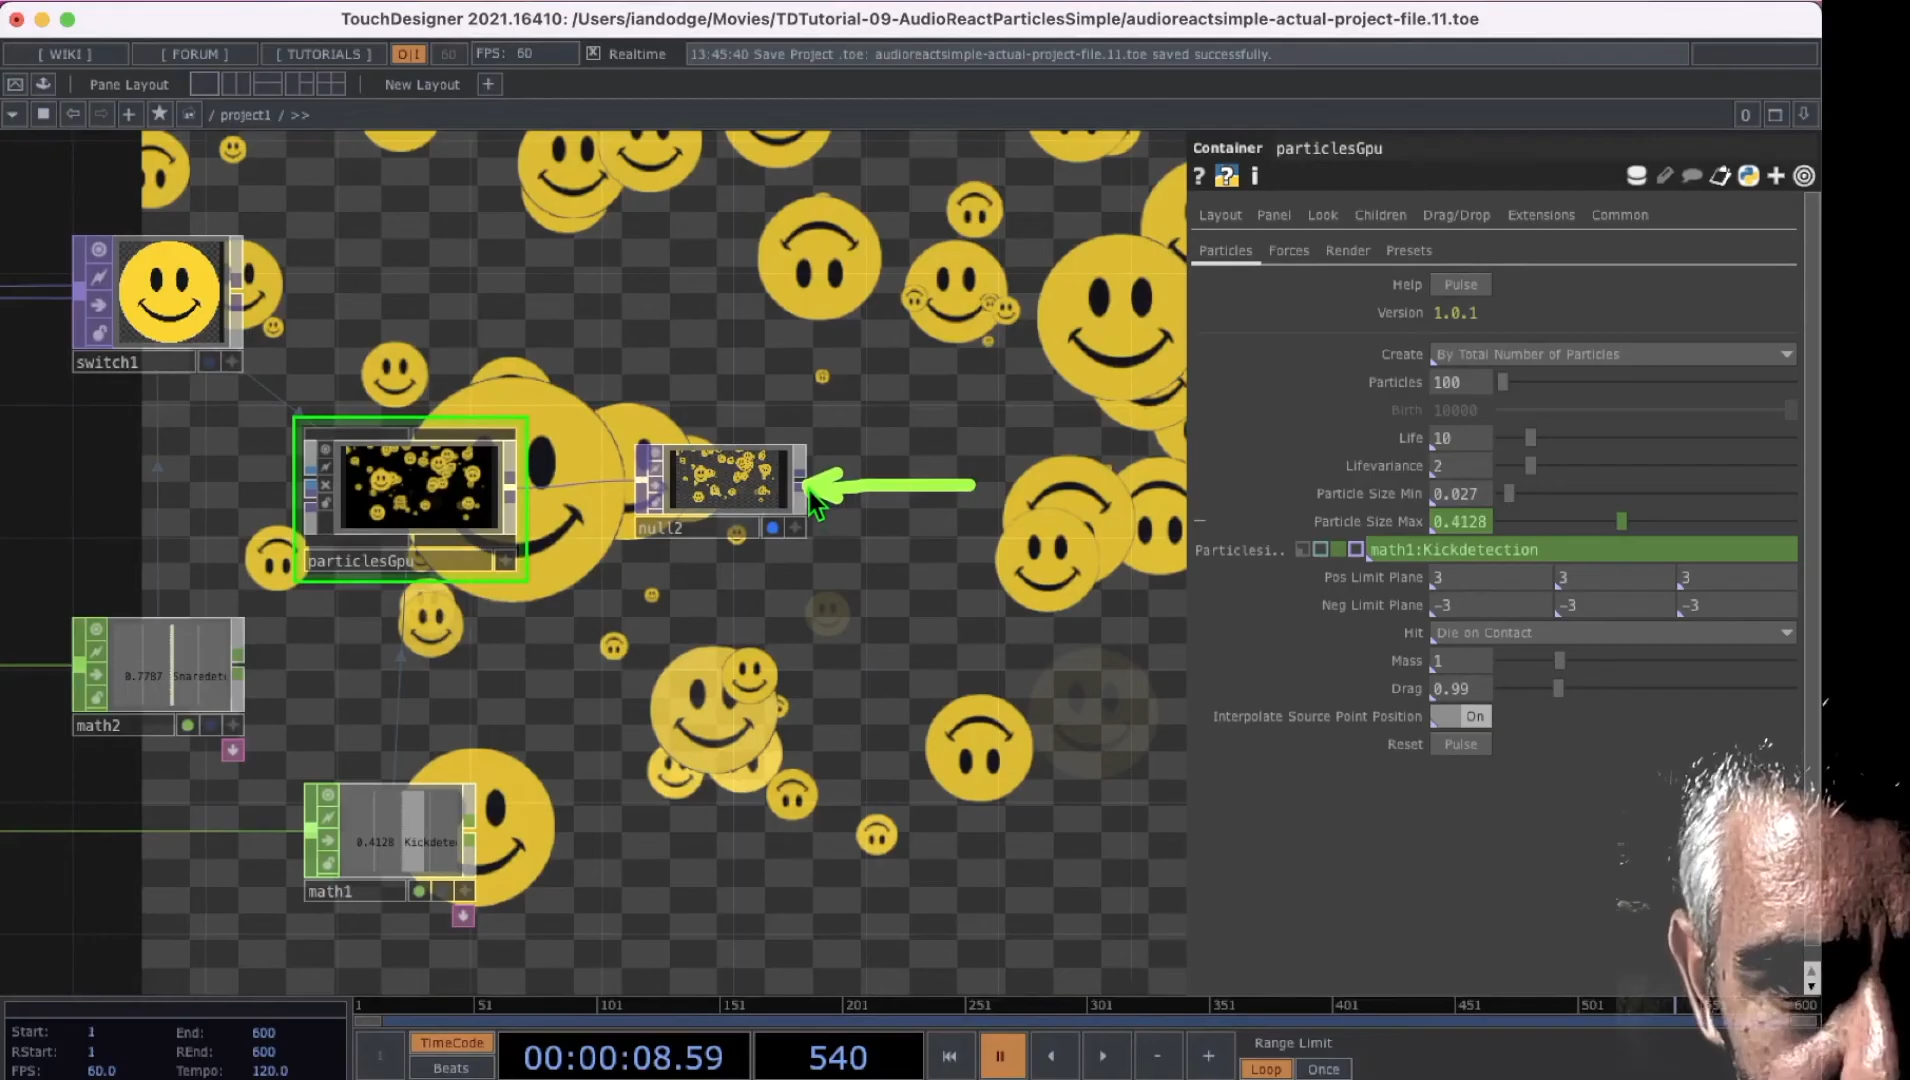 TouchDesigner 2021.16410: /Users/iandodge/Movies/TDTutorial-09-AudioReactParticlesSimple/audioreactsimple-actual-project-file.11.toe
[ WIKI ] [ FORUM ] [ TUTORIALS ] O|I 60 FPS: 60 Realtime 13:45:40 Save Project .toe: audioreactsimple-actual-project-file.11.toe saved successfully.
Pane Layout New Layout +
/ project1 / >> 0
Container particlesGpu
? ? i
Layout Panel Look Children Drag/Drop Extensions Common
Particles Forces Render Presets
Help Pulse
Version 1.0.1
Create By Total Number of Particles
Particles 100
Birth 10000
Life 10
Lifevariance 2
Particle Size Min 0.027
Particle Size Max 0.4128
Particlesi.. math1:Kickdetection
Pos Limit Plane 3 3 3
Neg Limit Plane -3 -3 -3
Hit Die on Contact
Mass 1
Drag 0.99
Interpolate Source Point Position On
Reset Pulse
switch1
particlesGpu
null2
0.7787 Snaredet
math2
0.4128 Kickdete
math1
1 51 101 151 201 251 301 351 401 451 501 600
Start: 1 End: 600
RStart: 1 REnd: 600
FPS: 60.0 Tempo: 120.0
1
TimeCode
Beats
00:00:08.59
540
- +
Range Limit
Loop Once